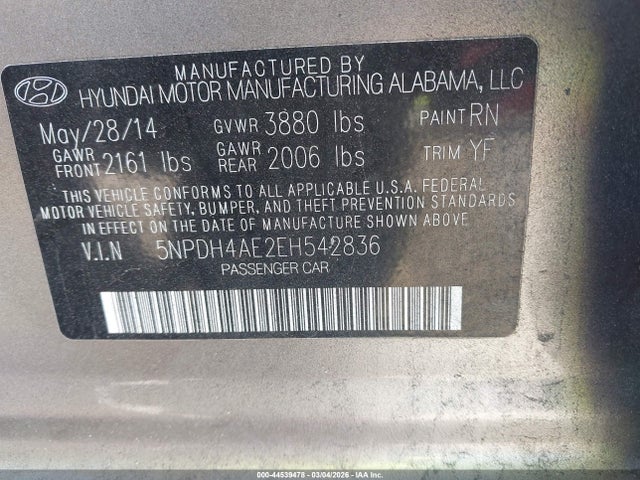 MANUFACTURED BY
HYUNDAI MOTOR MANUFACTURING ALABAMA, LLC
May/28/14 GVWR 3880 lbs PAINT RN
GAWR FRONT 2161 lbs GAWR REAR 2006 lbs TRIM YF
THIS VEHICLE CONFORMS TO ALL APPLICABLE U.S.A. FEDERAL
MOTOR VEHICLE SAFETY, BUMPER, AND THEFT PREVENTION STANDARDS
IN EFFECT ON THE DATE OF MANUFACTURE SHOWN ABOVE
V.I.N 5NPDH4AE2EH542836
PASSENGER CAR
000-44539478 - 03/04/2026 - IAA Inc.